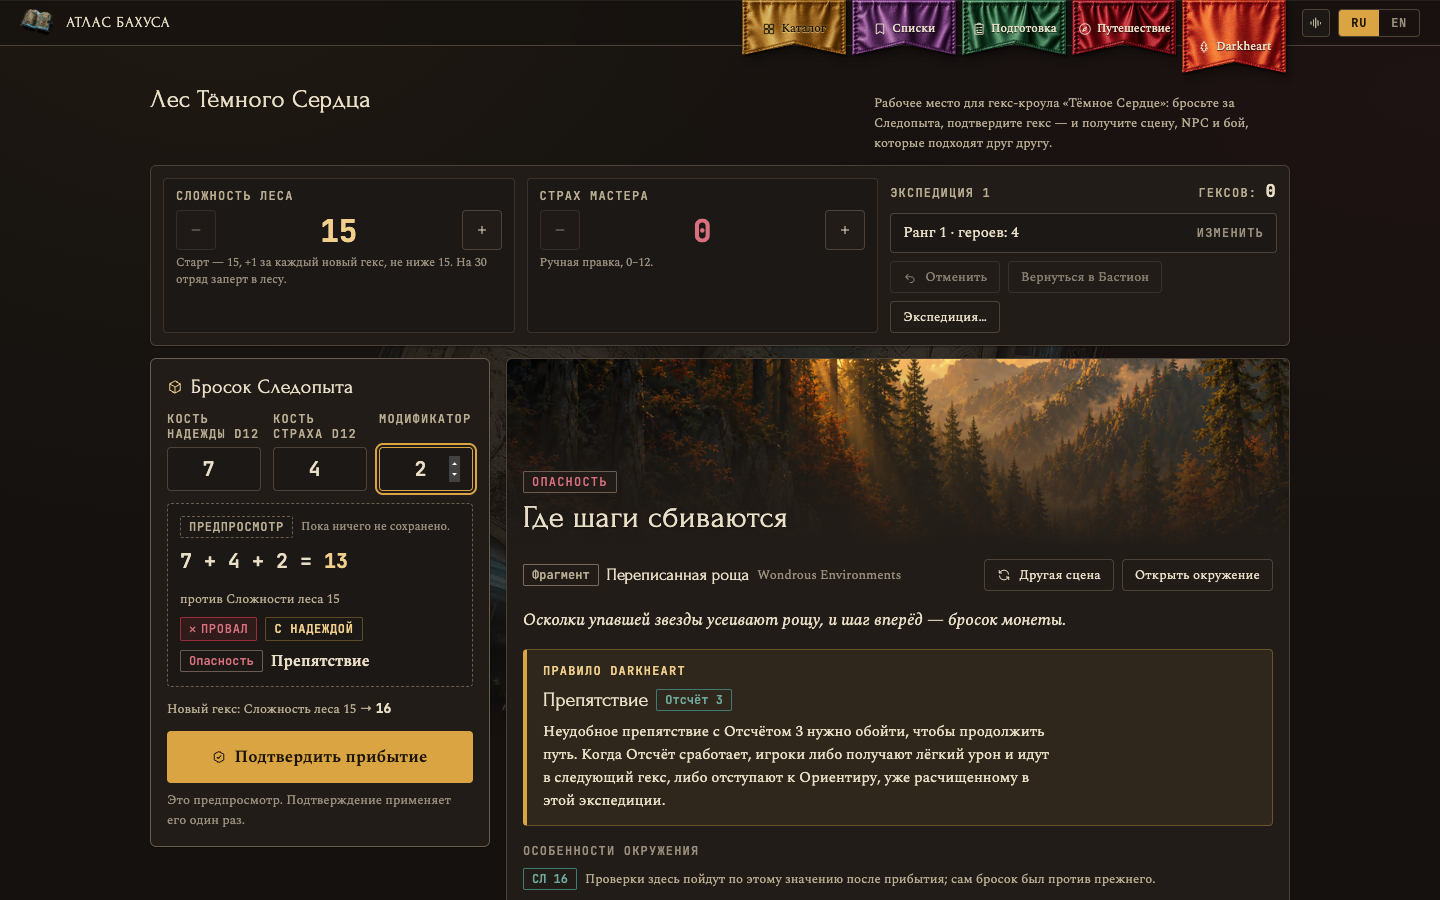 АТЛАС БАХУСА
Каталог
Списки
Подготовка
Путешествие
Darkheart
RU
EN
Лес Тёмного Сердца
Рабочее место для гекс-кроула «Тёмное Сердце»: бросьте за
Следопыта, подтвердите гекс — и получите сцену, NPC и бой,
которые подходят друг другу.
СЛОЖНОСТЬ ЛЕСА
−
15
+
Старт — 15, +1 за каждый новый гекс, не ниже 15. На 30
отряд заперт в лесу.
СТРАХ МАСТЕРА
−
0
+
Ручная правка, 0–12.
ЭКСПЕДИЦИЯ 1
ГЕКСОВ: 0
Ранг 1 · героев: 4
ИЗМЕНИТЬ
Отменить
Вернуться в Бастион
Экспедиция…
Бросок Следопыта
КОСТЬ
НАДЕЖДЫ D12
КОСТЬ
СТРАХА D12
МОДИФИКАТОР
7
4
2
ПРЕДПРОСМОТР
Пока ничего не сохранено.
7 + 4 + 2 = 13
против Сложности леса 15
× ПРОВАЛ
С НАДЕЖДОЙ
Опасность
Препятствие
Новый гекс: Сложность леса 15 → 16
Подтвердить прибытие
Это предпросмотр. Подтверждение применяет
его один раз.
ОПАСНОСТЬ
Где шаги сбиваются
Фрагмент
Переписанная роща
Wondrous Environments
Другая сцена
Открыть окружение
Осколки упавшей звезды усеивают рощу, и шаг вперёд — бросок монеты.
ПРАВИЛО DARKHEART
Препятствие
Отсчёт 3
Неудобное препятствие с Отсчётом 3 нужно обойти, чтобы продолжить
путь. Когда Отсчёт сработает, игроки либо получают лёгкий урон и идут
в следующий гекс, либо отступают к Ориентиру, уже расчищенному в
этой экспедиции.
ОСОБЕННОСТИ ОКРУЖЕНИЯ
СЛ 16
Проверки здесь пойдут по этому значению после прибытия; сам бросок был против прежнего.